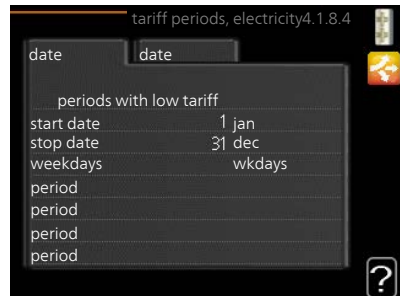 tariff periods, electricity4.1.8.4
date date
periods with low tariff
start date 1 jan
stop date 31 dec
weekdays wkdays
period
period
period
period
?